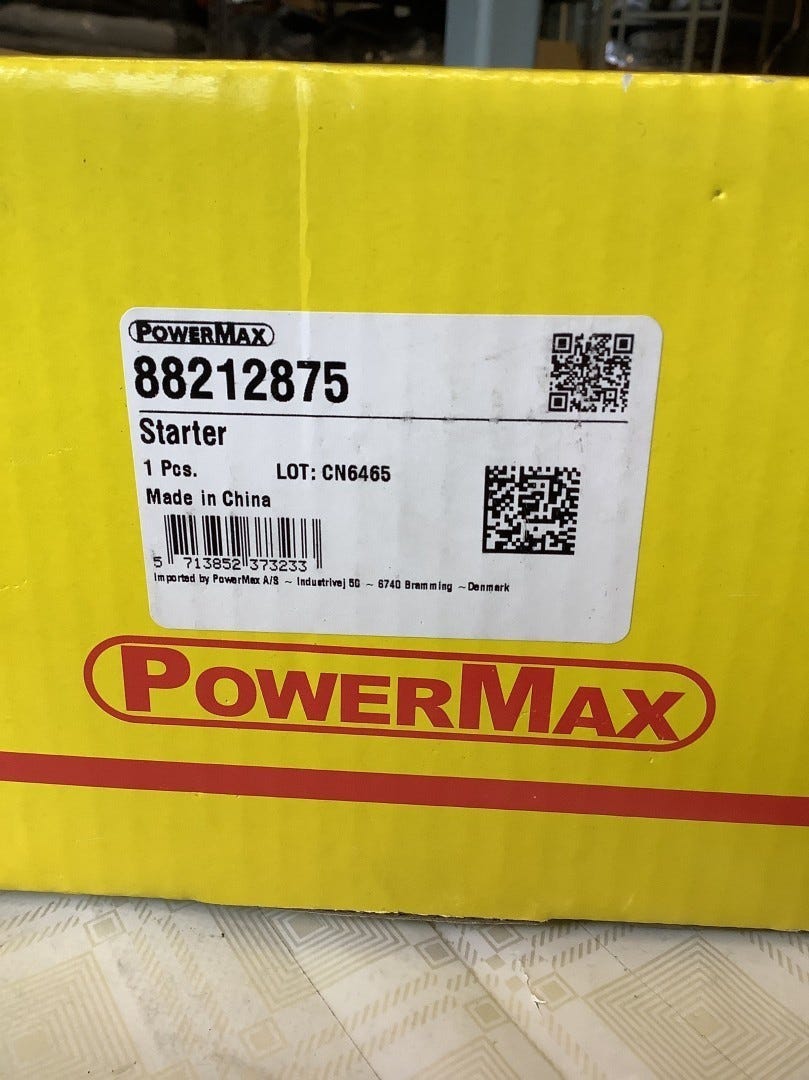 POWERMAX
88212875
Starter
1 Pcs. LOT: CN6465
Made in China
5 713852 373233
Imported by PowerMax A/S ~ Industrivej 50 ~ 6740 Bramming ~ Denmark
POWERMAX